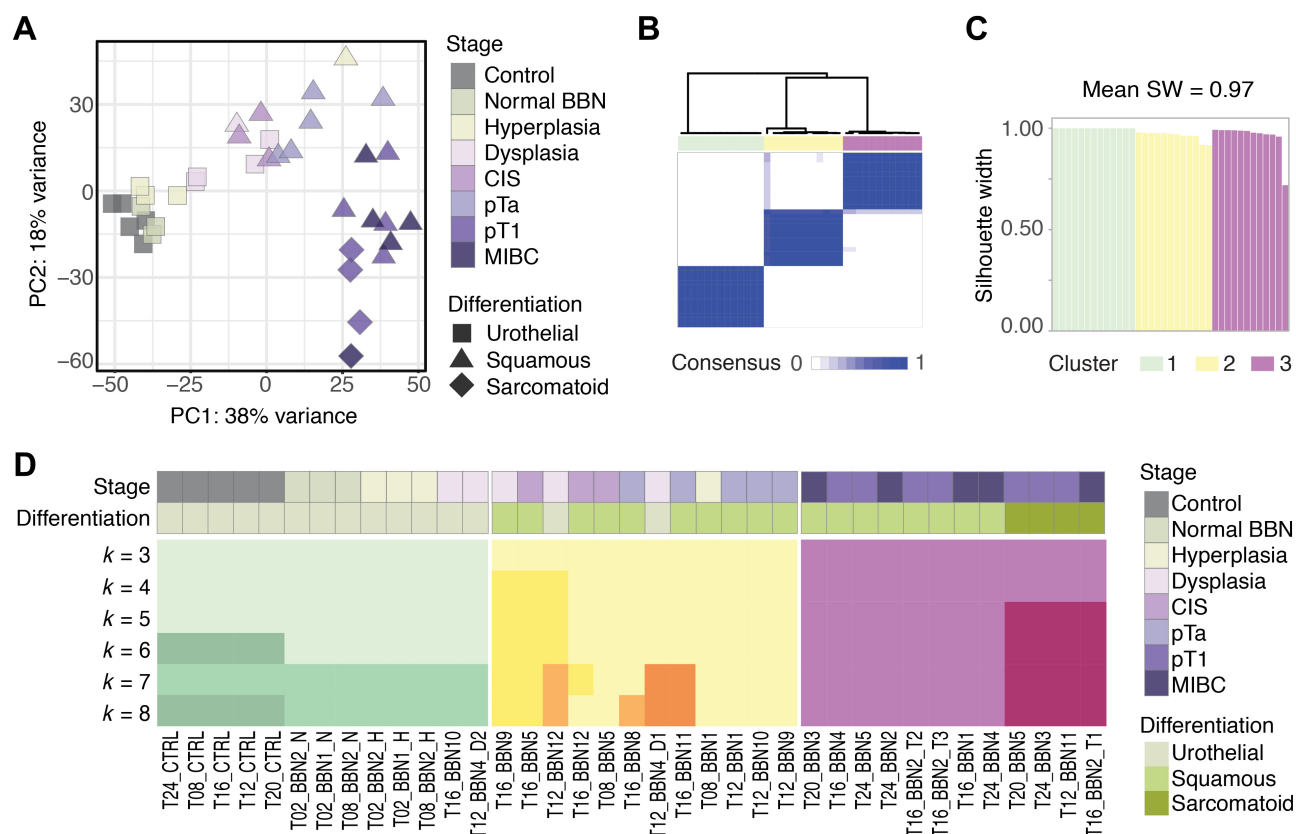 A
B
C
Stage
Control
Normal BBN
Hyperplasia
Dysplasia
CIS
pTa
pT1
MIBC
Differentiation
Urothelial
Squamous
Sarcomatoid
PC2: 18% variance
30
0
−30
−60
−50 −25 0 25 50
PC1: 38% variance
Consensus 0 1
Mean SW = 0.97
Silhouette width
1.00
0.50
0.00
Cluster 1 2 3
D
Stage
Differentiation
k = 3
k = 4
k = 5
k = 6
k = 7
k = 8
T24_CTRL
T08_CTRL
T16_CTRL
T12_CTRL
T20_CTRL
T02_BBN2_N
T02_BBN1_N
T08_BBN2_N
T02_BBN2_H
T02_BBN1_H
T08_BBN2_H
T16_BBN10
T12_BBN4_D2
T16_BBN9
T16_BBN5
T12_BBN12
T16_BBN12
T08_BBN5
T16_BBN8
T12_BBN4_D1
T16_BBN11
T08_BBN1
T12_BBN1
T12_BBN10
T12_BBN9
T20_BBN3
T16_BBN4
T24_BBN5
T24_BBN2
T16_BBN2_T2
T16_BBN2_T3
T16_BBN1
T24_BBN4
T20_BBN5
T24_BBN3
T12_BBN11
T16_BBN2_T1
Stage
Control
Normal BBN
Hyperplasia
Dysplasia
CIS
pTa
pT1
MIBC
Differentiation
Urothelial
Squamous
Sarcomatoid